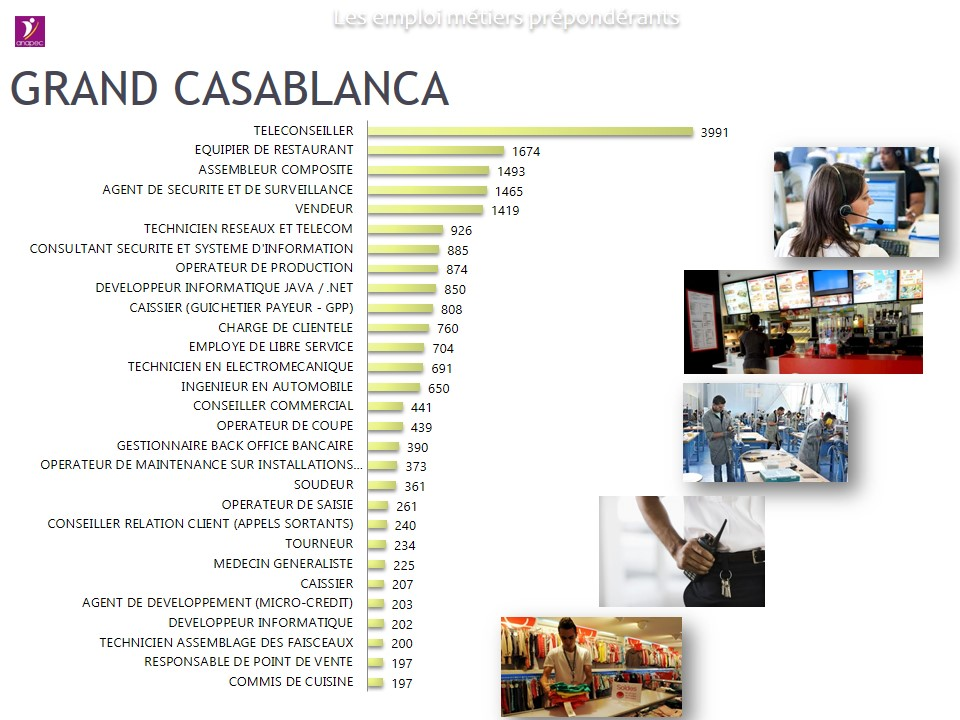 Les emploi métiers prépondérants
anapec
GRAND CASABLANCA
TELECONSEILLER 3991
EQUIPIER DE RESTAURANT 1674
ASSEMBLEUR COMPOSITE 1493
AGENT DE SECURITE ET DE SURVEILLANCE 1465
VENDEUR 1419
TECHNICIEN RESEAUX ET TELECOM 926
CONSULTANT SECURITE ET SYSTEME D'INFORMATION 885
OPERATEUR DE PRODUCTION 874
DEVELOPPEUR INFORMATIQUE JAVA / .NET 850
CAISSIER (GUICHETIER PAYEUR - GPP) 808
CHARGE DE CLIENTELE 760
EMPLOYE DE LIBRE SERVICE 704
TECHNICIEN EN ELECTROMECANIQUE 691
INGENIEUR EN AUTOMOBILE 650
CONSEILLER COMMERCIAL 441
OPERATEUR DE COUPE 439
GESTIONNAIRE BACK OFFICE BANCAIRE 390
OPERATEUR DE MAINTENANCE SUR INSTALLATIONS... 373
SOUDEUR 361
OPERATEUR DE SAISIE 261
CONSEILLER RELATION CLIENT (APPELS SORTANTS) 240
TOURNEUR 234
MEDECIN GENERALISTE 225
CAISSIER 207
AGENT DE DEVELOPPEMENT (MICRO-CREDIT) 203
DEVELOPPEUR INFORMATIQUE 202
TECHNICIEN ASSEMBLAGE DES FAISCEAUX 200
RESPONSABLE DE POINT DE VENTE 197
COMMIS DE CUISINE 197
Soldes